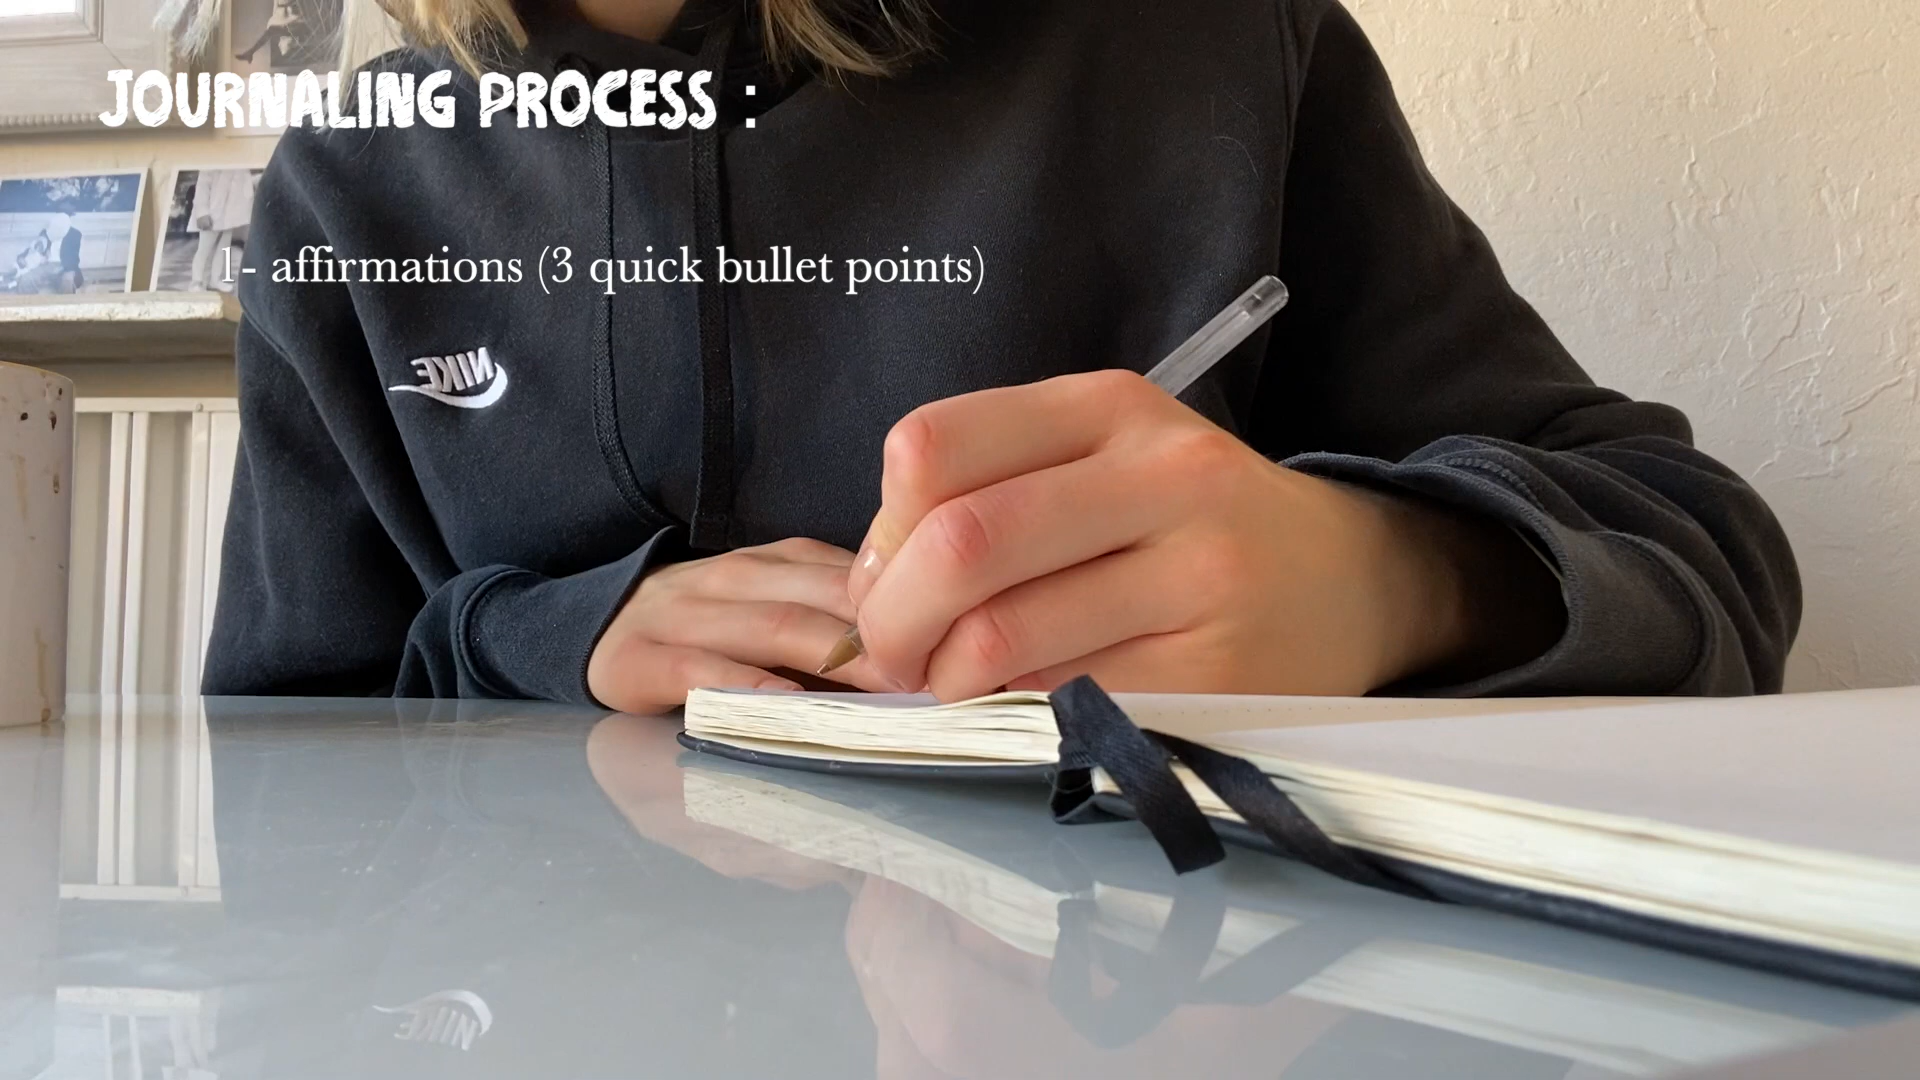 JOURNALING PROCESS :
1- affirmations (3 quick bullet points)
NIKE
NIKE